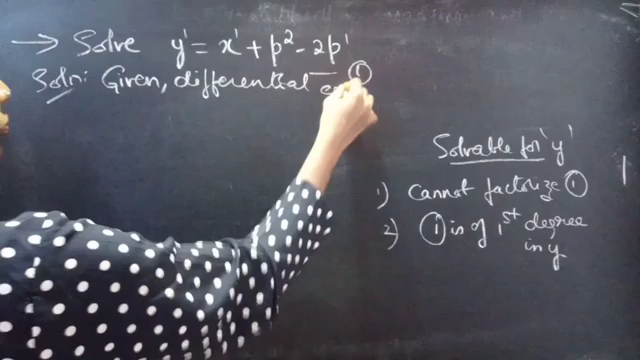 → Solve y' = x' + p² - 2p'
Soln: Given, differential — ①
Solvable for 'y'
1) Cannot factorize ①
2) ① is of 1st degree
in y